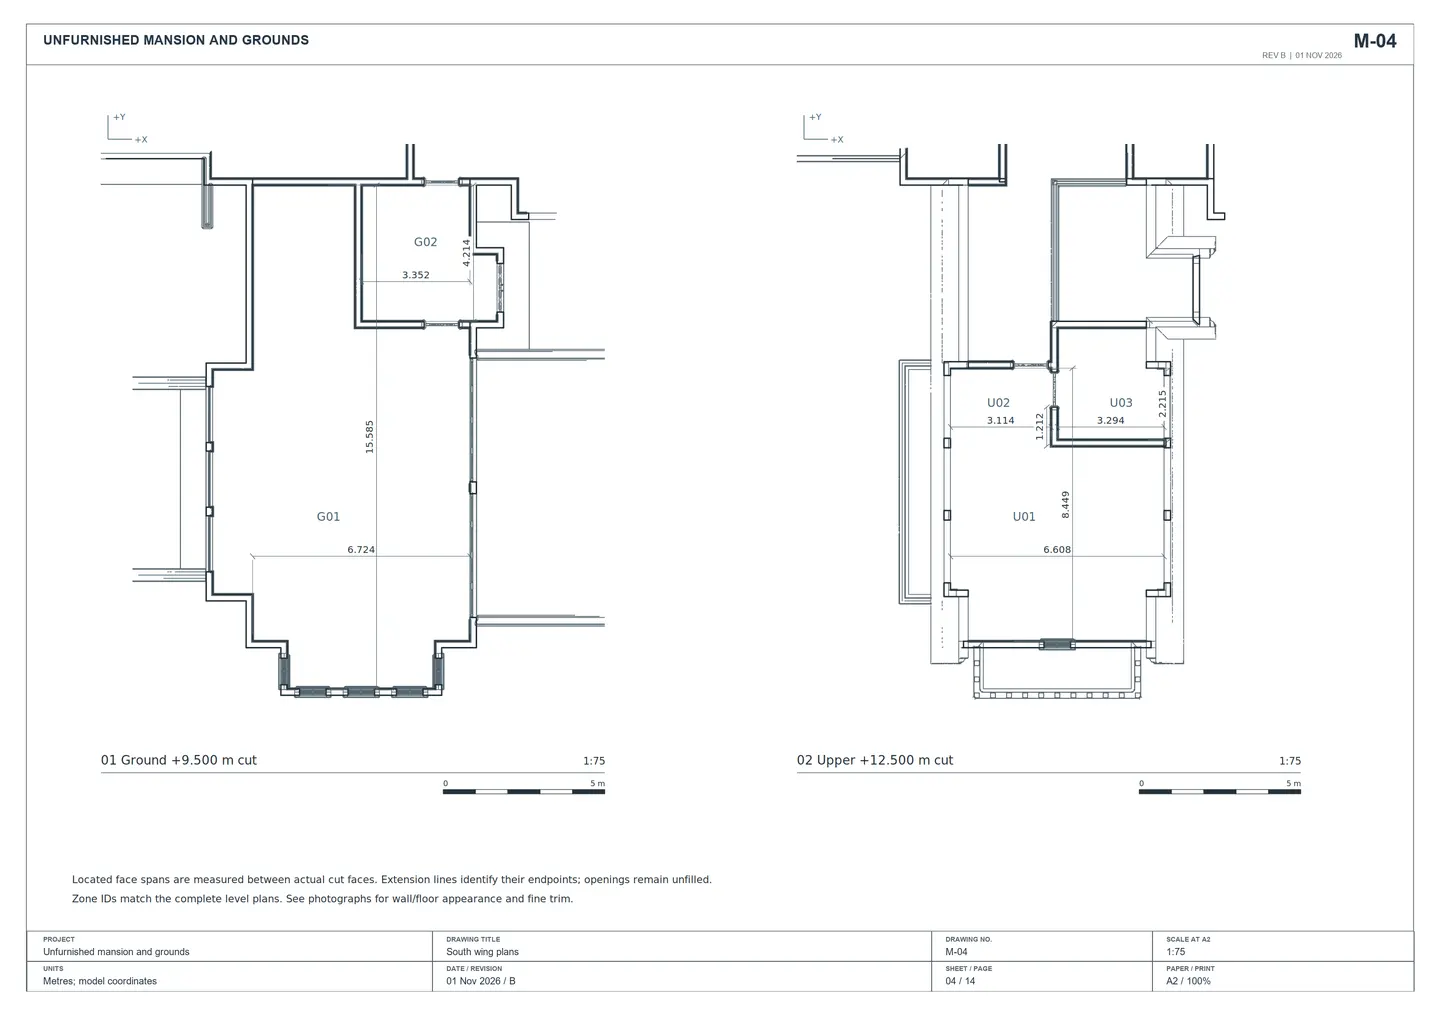 UNFURNISHED MANSION AND GROUNDS
M-04
REV B | 01 NOV 2026
+Y
+X
G02
4.214
3.352
15.585
G01
6.724
01 Ground +9.500 m cut
1:75
0
5 m
+Y
+X
U02
U03
2.215
3.114
1.212
3.294
8.449
U01
6.608
02 Upper +12.500 m cut
1:75
0
5 m
Located face spans are measured between actual cut faces. Extension lines identify their endpoints; openings remain unfilled.
Zone IDs match the complete level plans. See photographs for wall/floor appearance and fine trim.
PROJECT
Unfurnished mansion and grounds
DRAWING TITLE
South wing plans
DRAWING NO.
M-04
SCALE AT A2
1:75
UNITS
Metres; model coordinates
DATE / REVISION
01 Nov 2026 / B
SHEET / PAGE
04 / 14
PAPER / PRINT
A2 / 100%